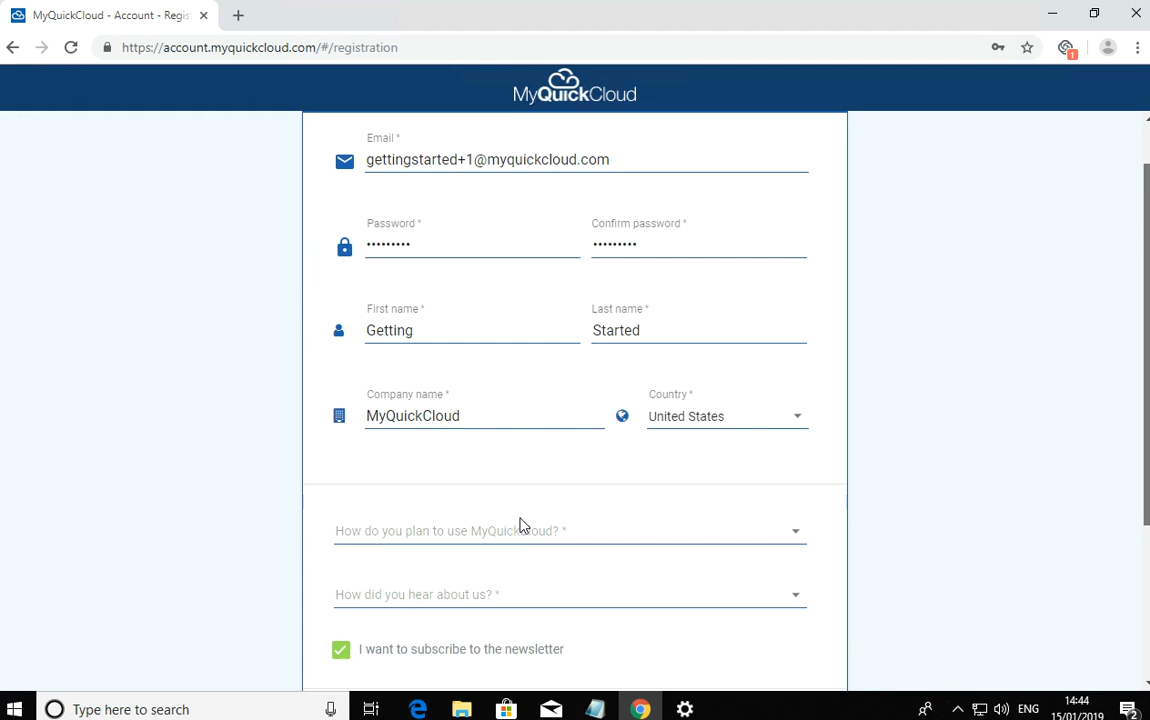 MyQuickCloud - Account - Regis
https://account.myquickcloud.com/#/registration
1
MyQuickCloud
Email *
gettingstarted+1@myquickcloud.com
Password *
Confirm password *
•••••••••
•••••••••
First name *
Last name *
Getting
Started
Company name *
Country *
MyQuickCloud
United States
How do you plan to use MyQuickCloud? *
How did you hear about us? *
I want to subscribe to the newsletter
Type here to search
ENG
14:44
15/01/2019
2